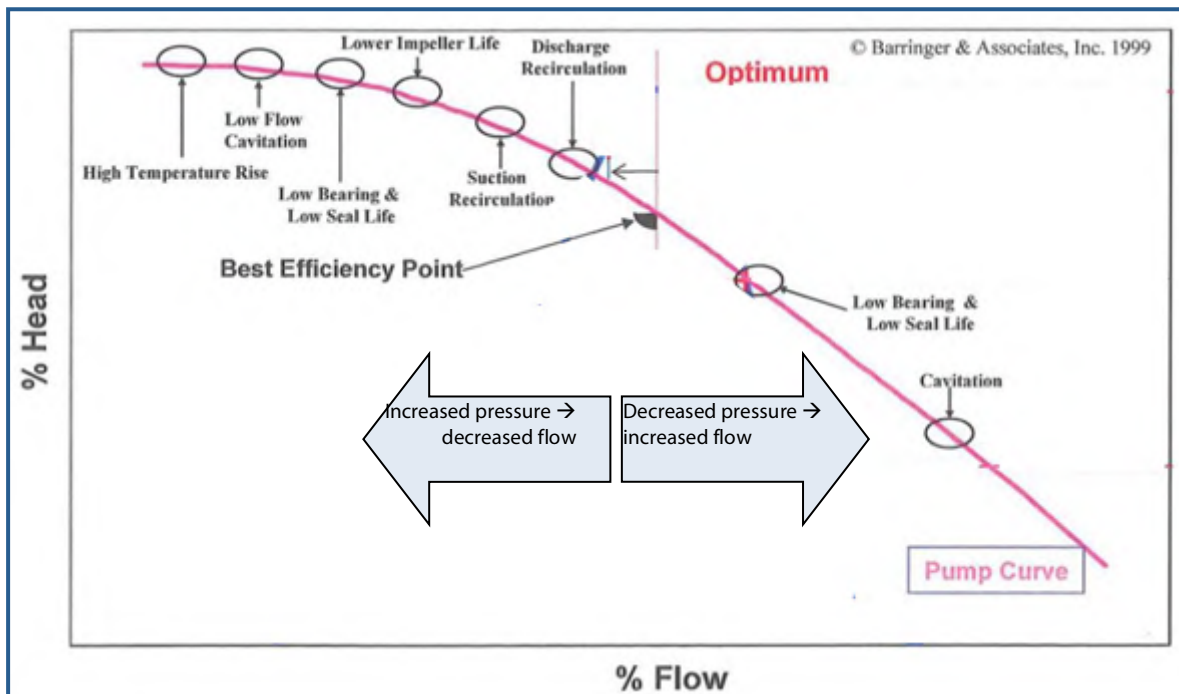 Lower Impeller Life
Discharge
Recirculation
© Barringer & Associates, Inc. 1999
Optimum
Low Flow
Cavitation
High Temperature Rise
Low Bearing &
Low Seal Life
Suction
Recirculation
Best Efficiency Point
Low Bearing &
Low Seal Life
Cavitation
% Head
Increased pressure →
decreased flow
Decreased pressure →
increased flow
Pump Curve
% Flow